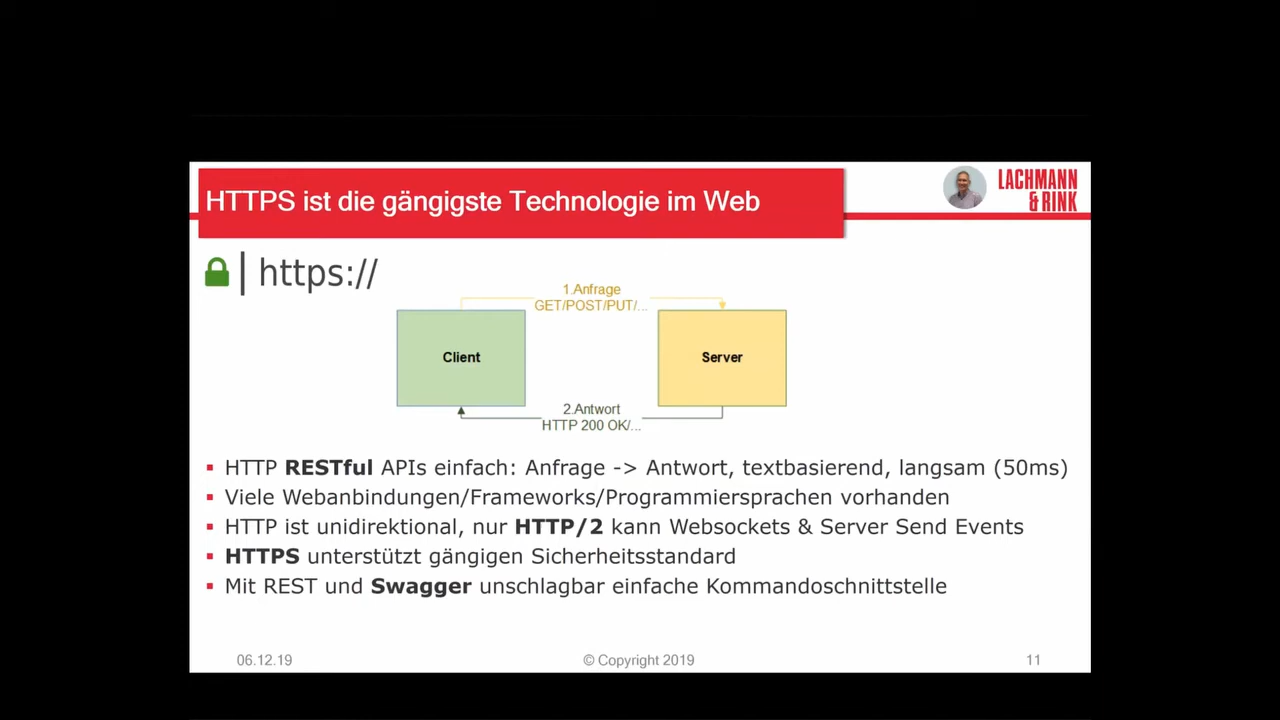 HTTPS ist die gängigste Technologie im Web
LACHMANN
& RINK
https://
1.Anfrage
GET/POST/PUT/...
Client
Server
2.Antwort
HTTP 200 OK/...
HTTP RESTful APIs einfach: Anfrage -> Antwort, textbasierend, langsam (50ms)
Viele Webanbindungen/Frameworks/Programmiersprachen vorhanden
HTTP ist unidirektional, nur HTTP/2 kann Websockets & Server Send Events
HTTPS unterstützt gängigen Sicherheitsstandard
Mit REST und Swagger unschlagbar einfache Kommandoschnittstelle
06.12.19
© Copyright 2019
11